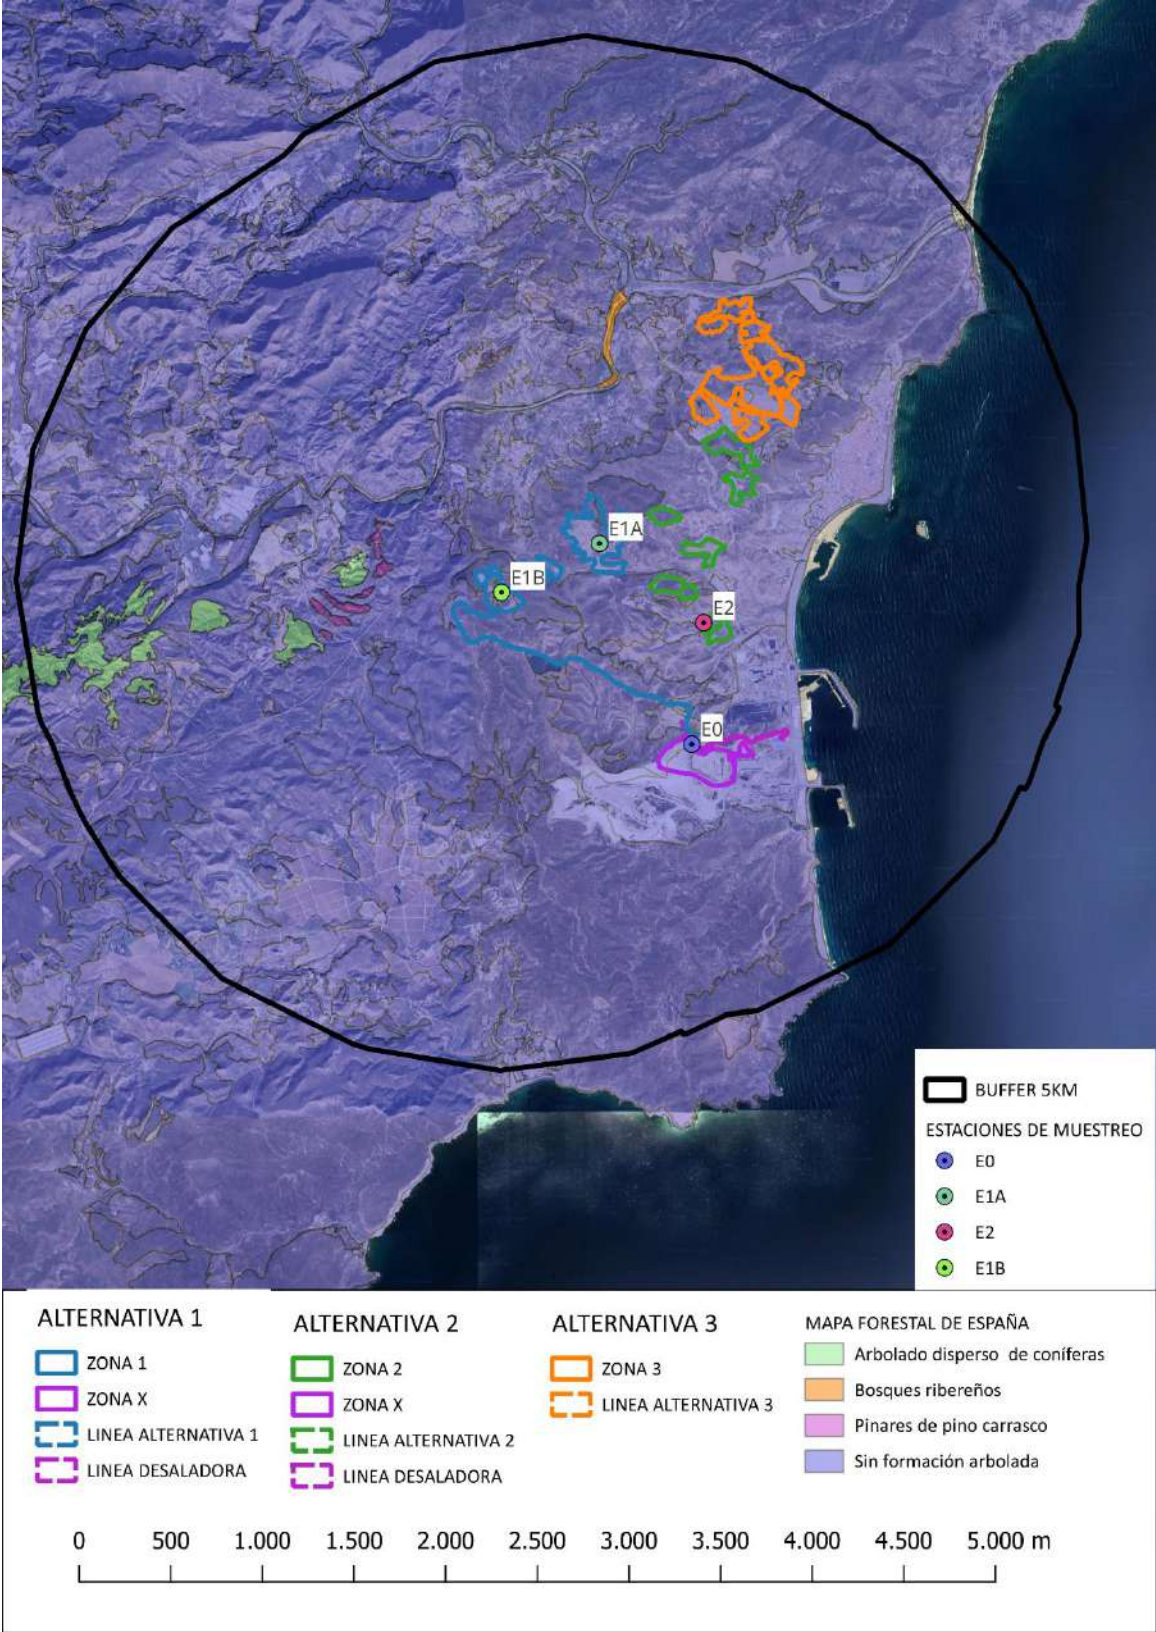 E1A
E1B
E2
E0
BUFFER 5KM
ESTACIONES DE MUESTREO
E0
E1A
E2
E1B
ALTERNATIVA 1
ZONA 1
ZONA X
LINEA ALTERNATIVA 1
LINEA DESALADORA
ALTERNATIVA 2
ZONA 2
ZONA X
LINEA ALTERNATIVA 2
LINEA DESALADORA
ALTERNATIVA 3
ZONA 3
LINEA ALTERNATIVA 3
MAPA FORESTAL DE ESPAÑA
Arbolado disperso de coníferas
Bosques ribereños
Pinares de pino carrasco
Sin formación arbolada
0 500 1.000 1.500 2.000 2.500 3.000 3.500 4.000 4.500 5.000 m